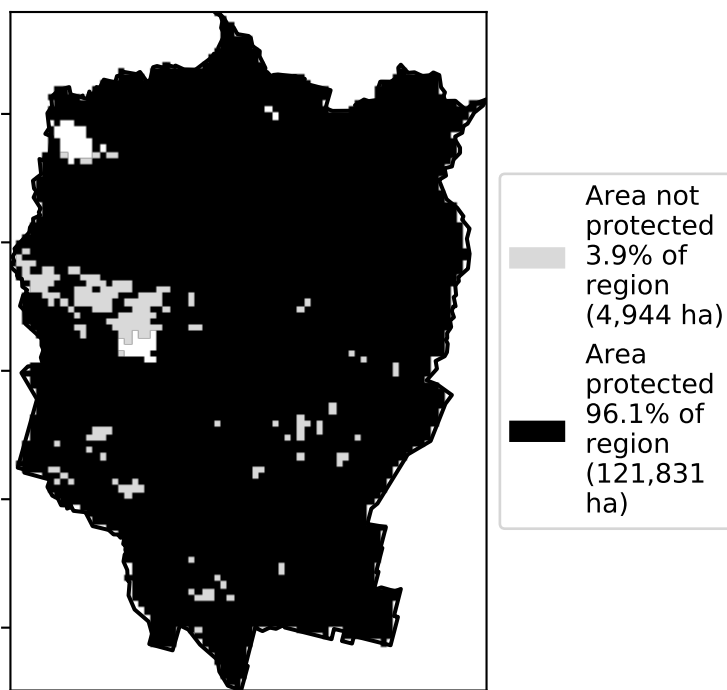 Area not
protected
3.9% of
region
(4,944 ha)
Area
protected
96.1% of
region
(121,831
ha)